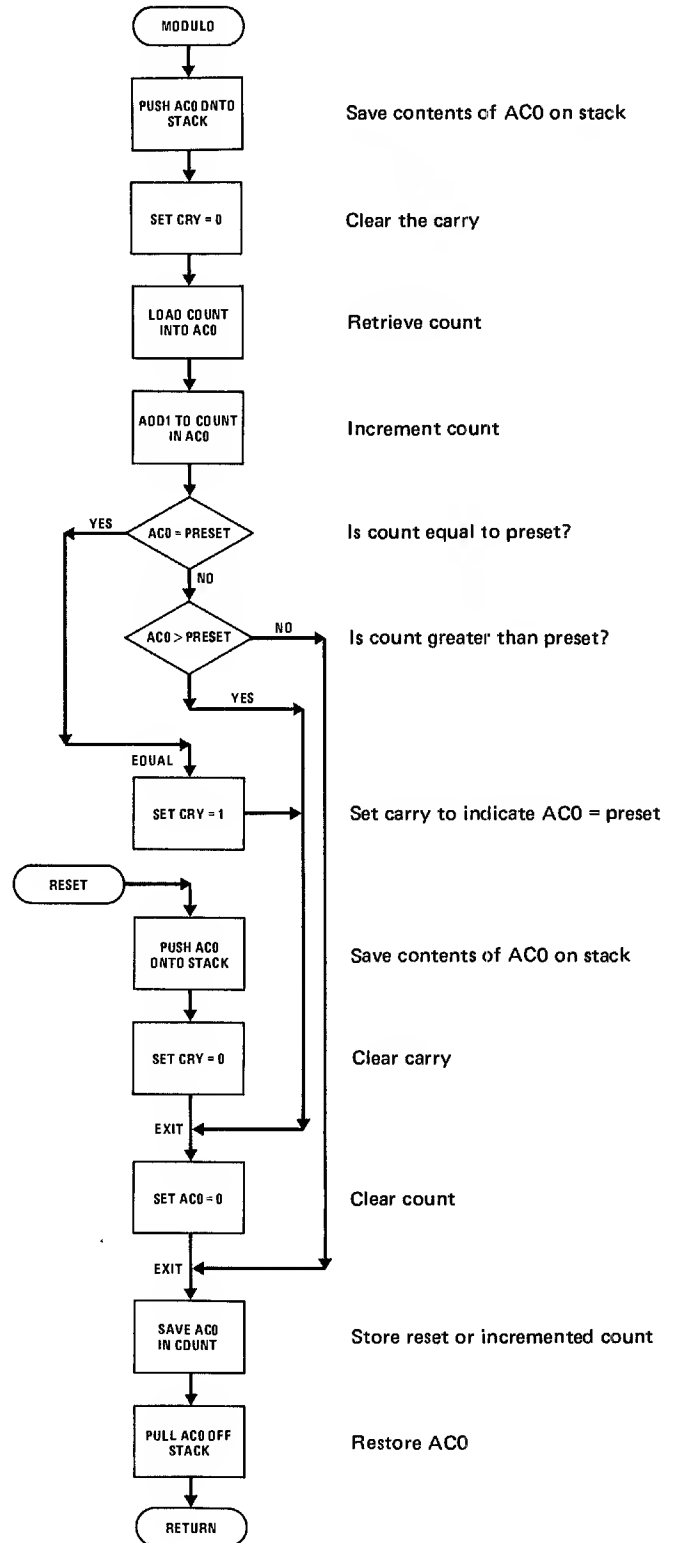 MODULO
PUSH AC0 ONTO
STACK
Save contents of AC0 on stack
SET CRY = 0
Clear the carry
LOAD COUNT
INTO AC0
Retrieve count
ADD1 TO COUNT
IN AC0
Increment count
YES
AC0 = PRESET
Is count equal to preset?
NO
AC0 > PRESET
NO
Is count greater than preset?
YES
EQUAL
SET CRY = 1
Set carry to indicate AC0 = preset
RESET
PUSH AC0
ONTO STACK
Save contents of AC0 on stack
SET CRY = 0
Clear carry
EXIT
SET AC0 = 0
Clear count
EXIT
SAVE AC0
IN COUNT
Store reset or incremented count
PULL AC0 OFF
STACK
Restore AC0
RETURN